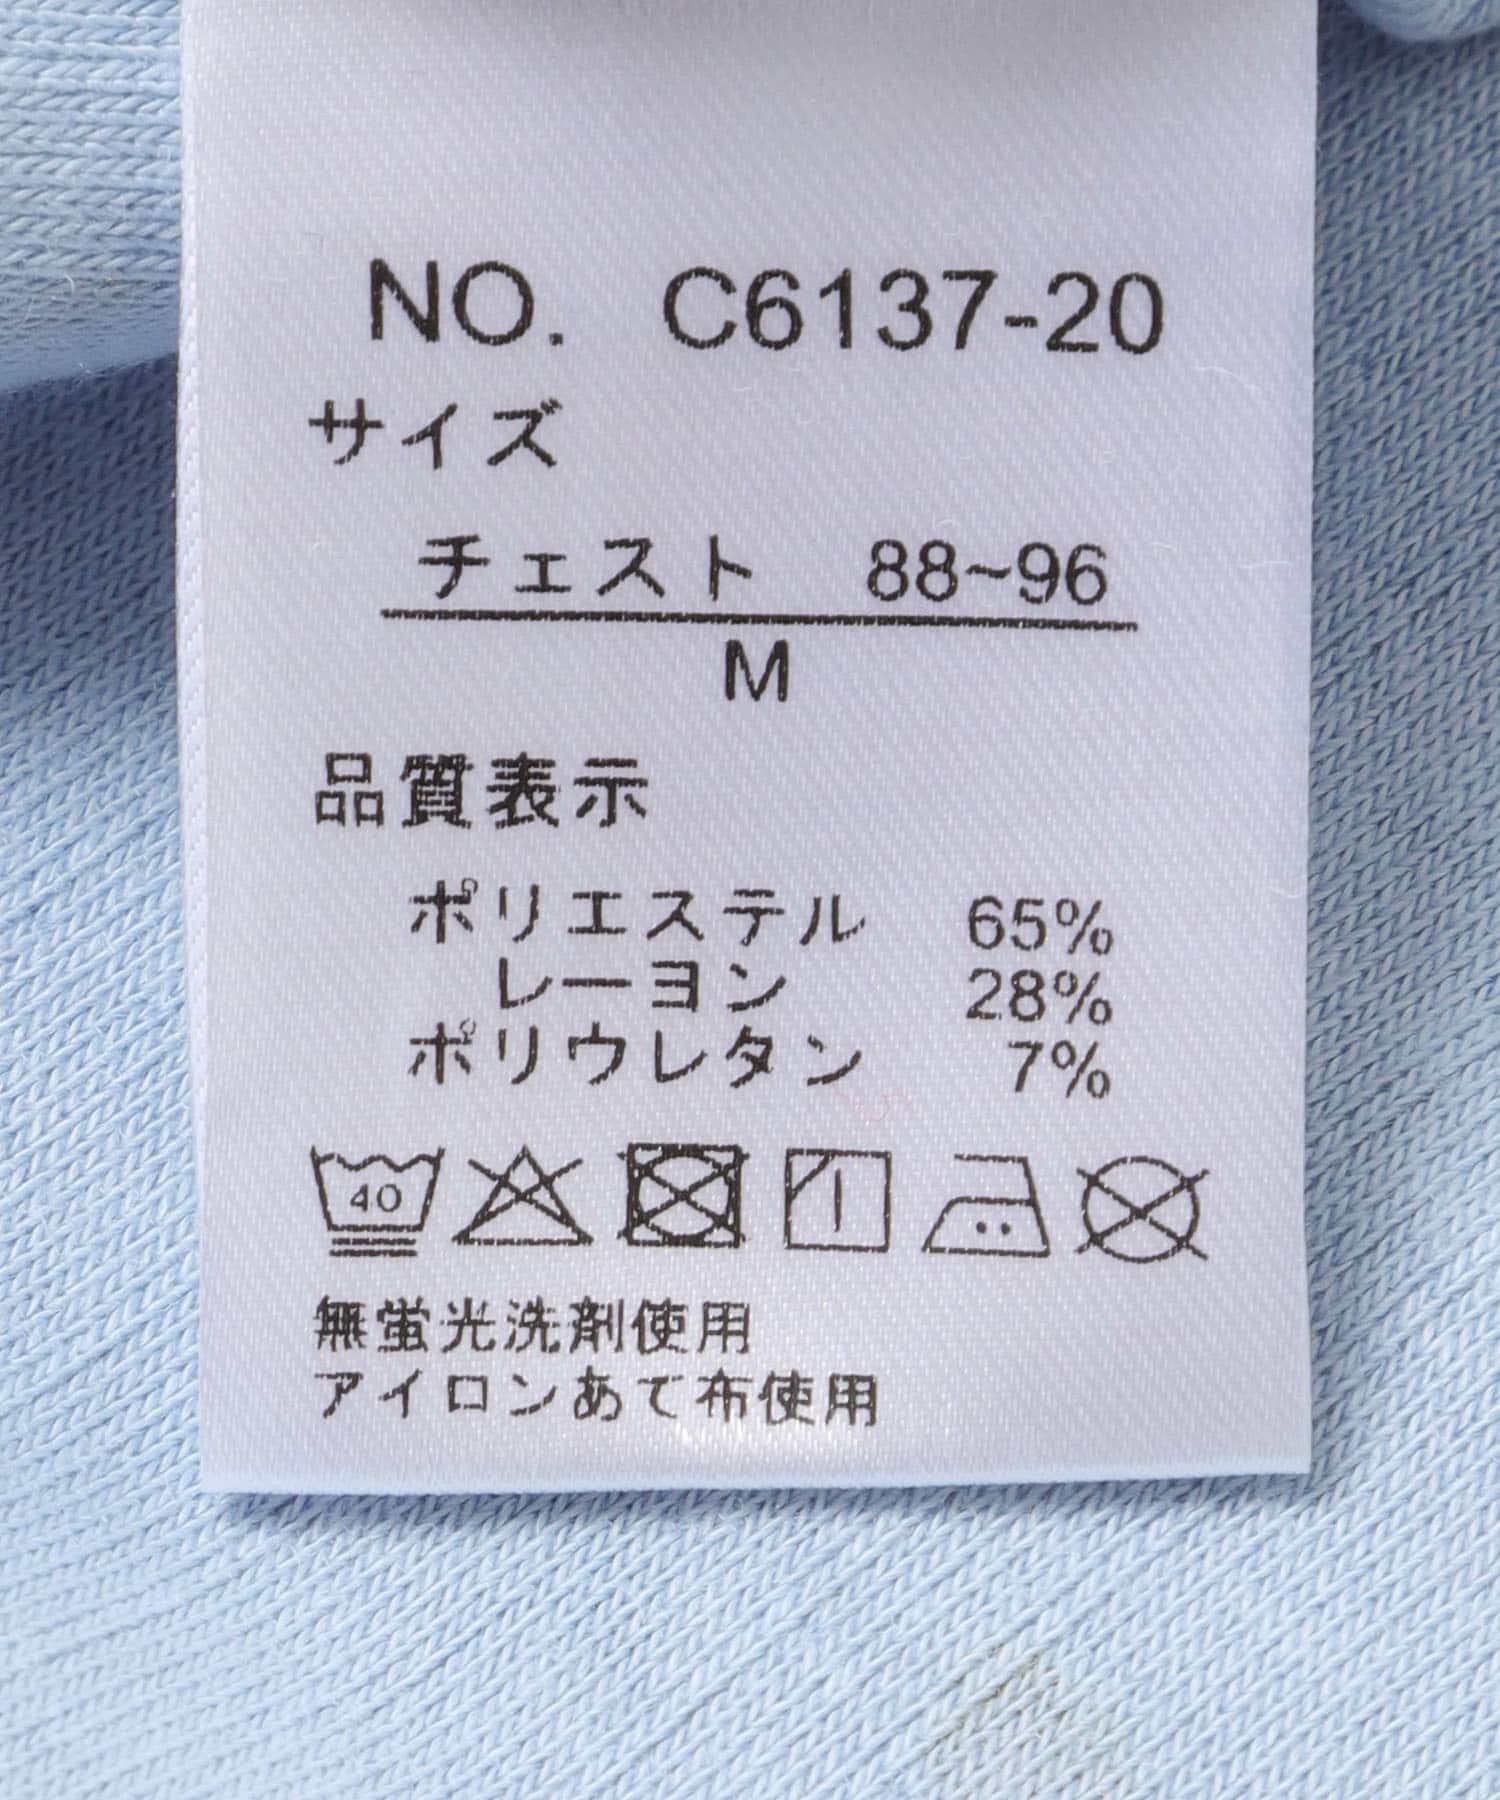 NO. C6137-20
サイズ
チェスト 88~96
M
品質表示
ポリエステル 65%
レーヨン 28%
ポリウレタン 7%
40
無蛍光洗剤使用
アイロンあて布使用